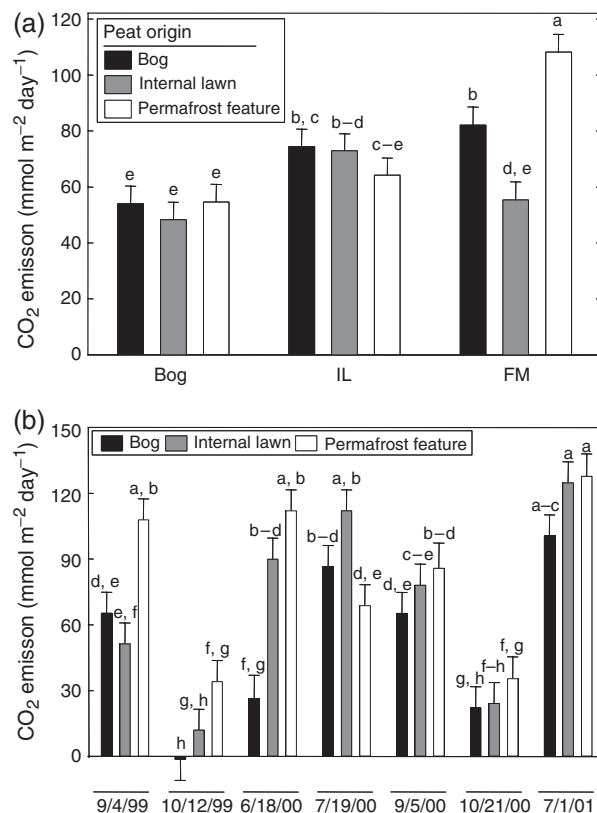 (a)
CO₂ emisson (mmol m⁻² day⁻¹)
120
100
80
60
40
20
0
Peat origin
Bog
Internal lawn
Permafrost feature
e
e
e
b, c
b–d
c–e
b
d, e
a
Bog
IL
FM
(b)
CO₂ emisson (mmol m⁻² day⁻¹)
150
120
90
60
30
0
Bog
Internal lawn
Permafrost feature
d, e
e, f
a, b
h
g, h
f, g
f, g
b–d
a, b
b–d
a, b
d, e
d, e
c–e
b–d
g, h
f–h
f, g
a–c
a
a
9/4/99
10/12/99
6/18/00
7/19/00
9/5/00
10/21/00
7/1/01